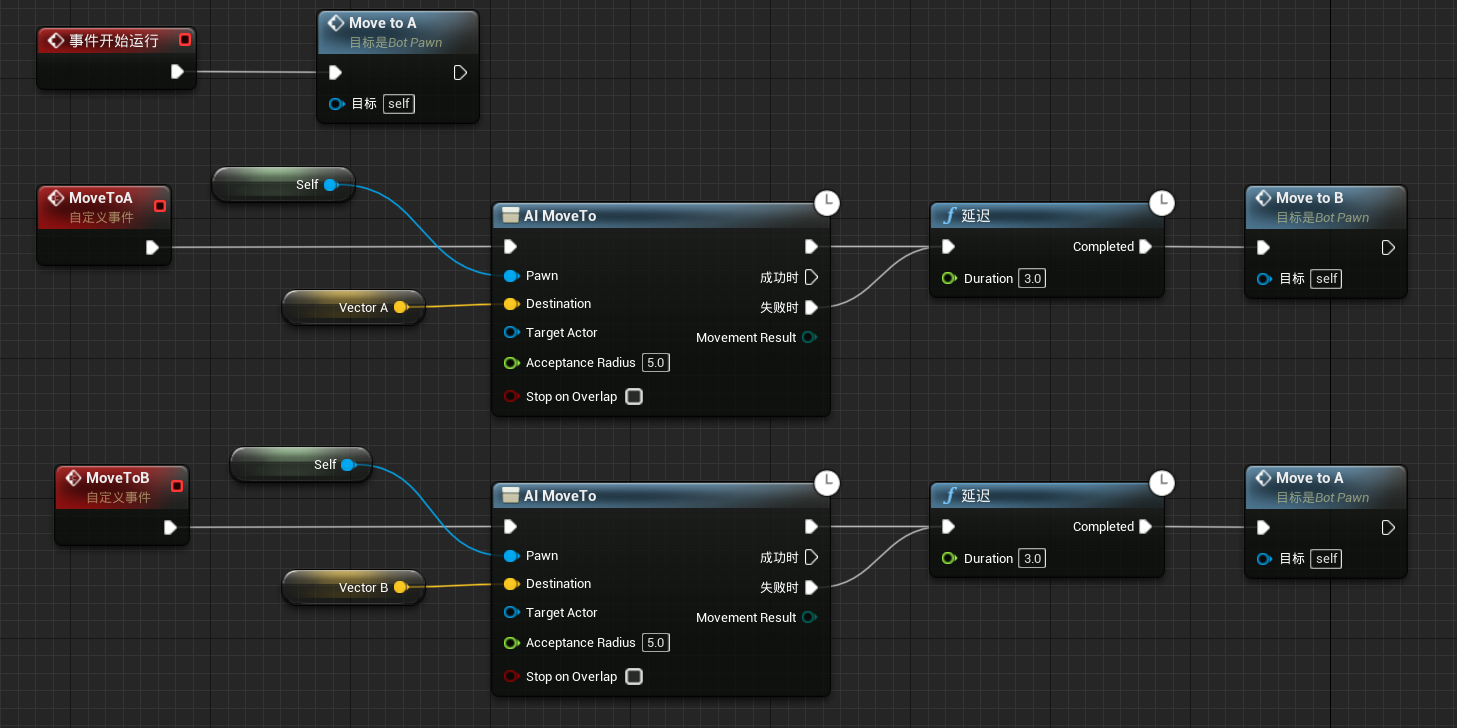 事件开始运行
Move to A
目标是Bot Pawn
目标 self
MoveToA
自定义事件
Self
Vector A
AI MoveTo
Pawn
成功时
Destination
失败时
Target Actor
Movement Result
Acceptance Radius 5.0
Stop on Overlap
延迟
Completed
Duration 3.0
Move to B
目标是Bot Pawn
目标 self
MoveToB
自定义事件
Self
Vector B
AI MoveTo
Pawn
成功时
Destination
失败时
Target Actor
Movement Result
Acceptance Radius 5.0
Stop on Overlap
延迟
Completed
Duration 3.0
Move to A
目标是Bot Pawn
目标 self